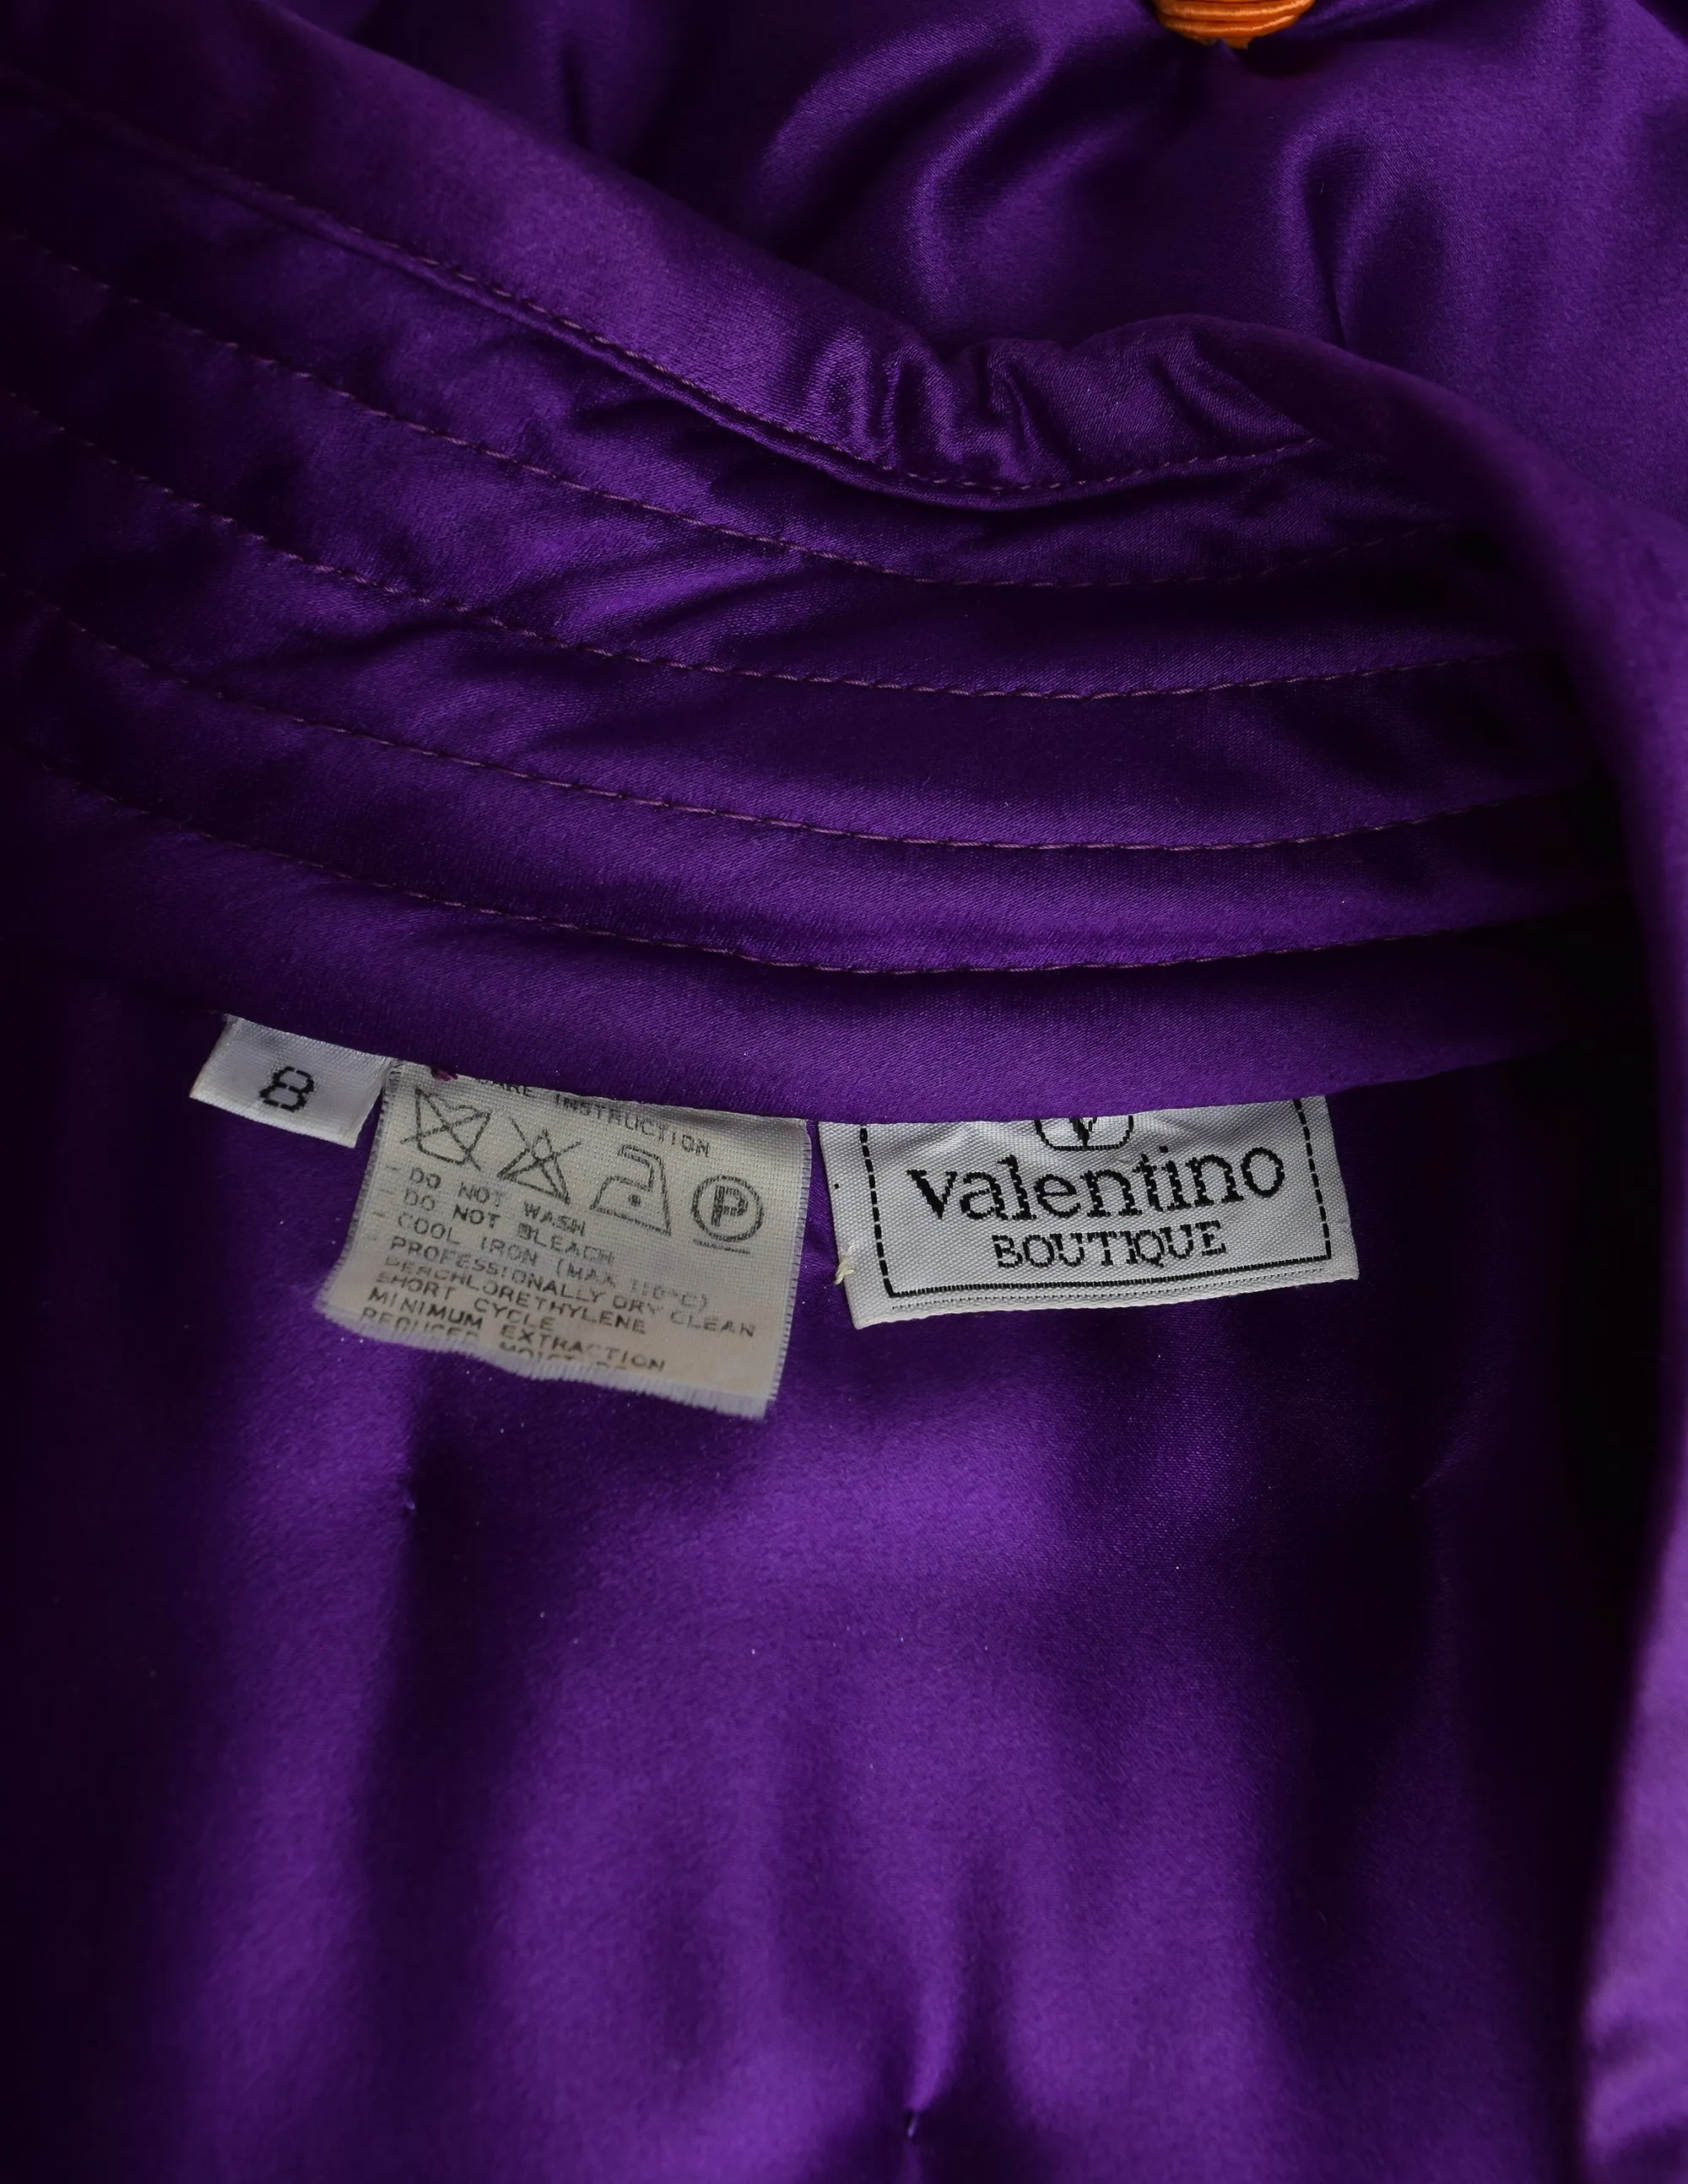 8
CARE INSTRUCTION
P
- DO NOT WASH
- DO NOT BLEACH
- COOL IRON (MAX 110°C)
- PROFESSIONALLY DRY CLEAN
PERCHLORETHYLENE
SHORT CYCLE
MINIMUM EXTRACTION
REDUCED
V
valentino
BOUTIQUE